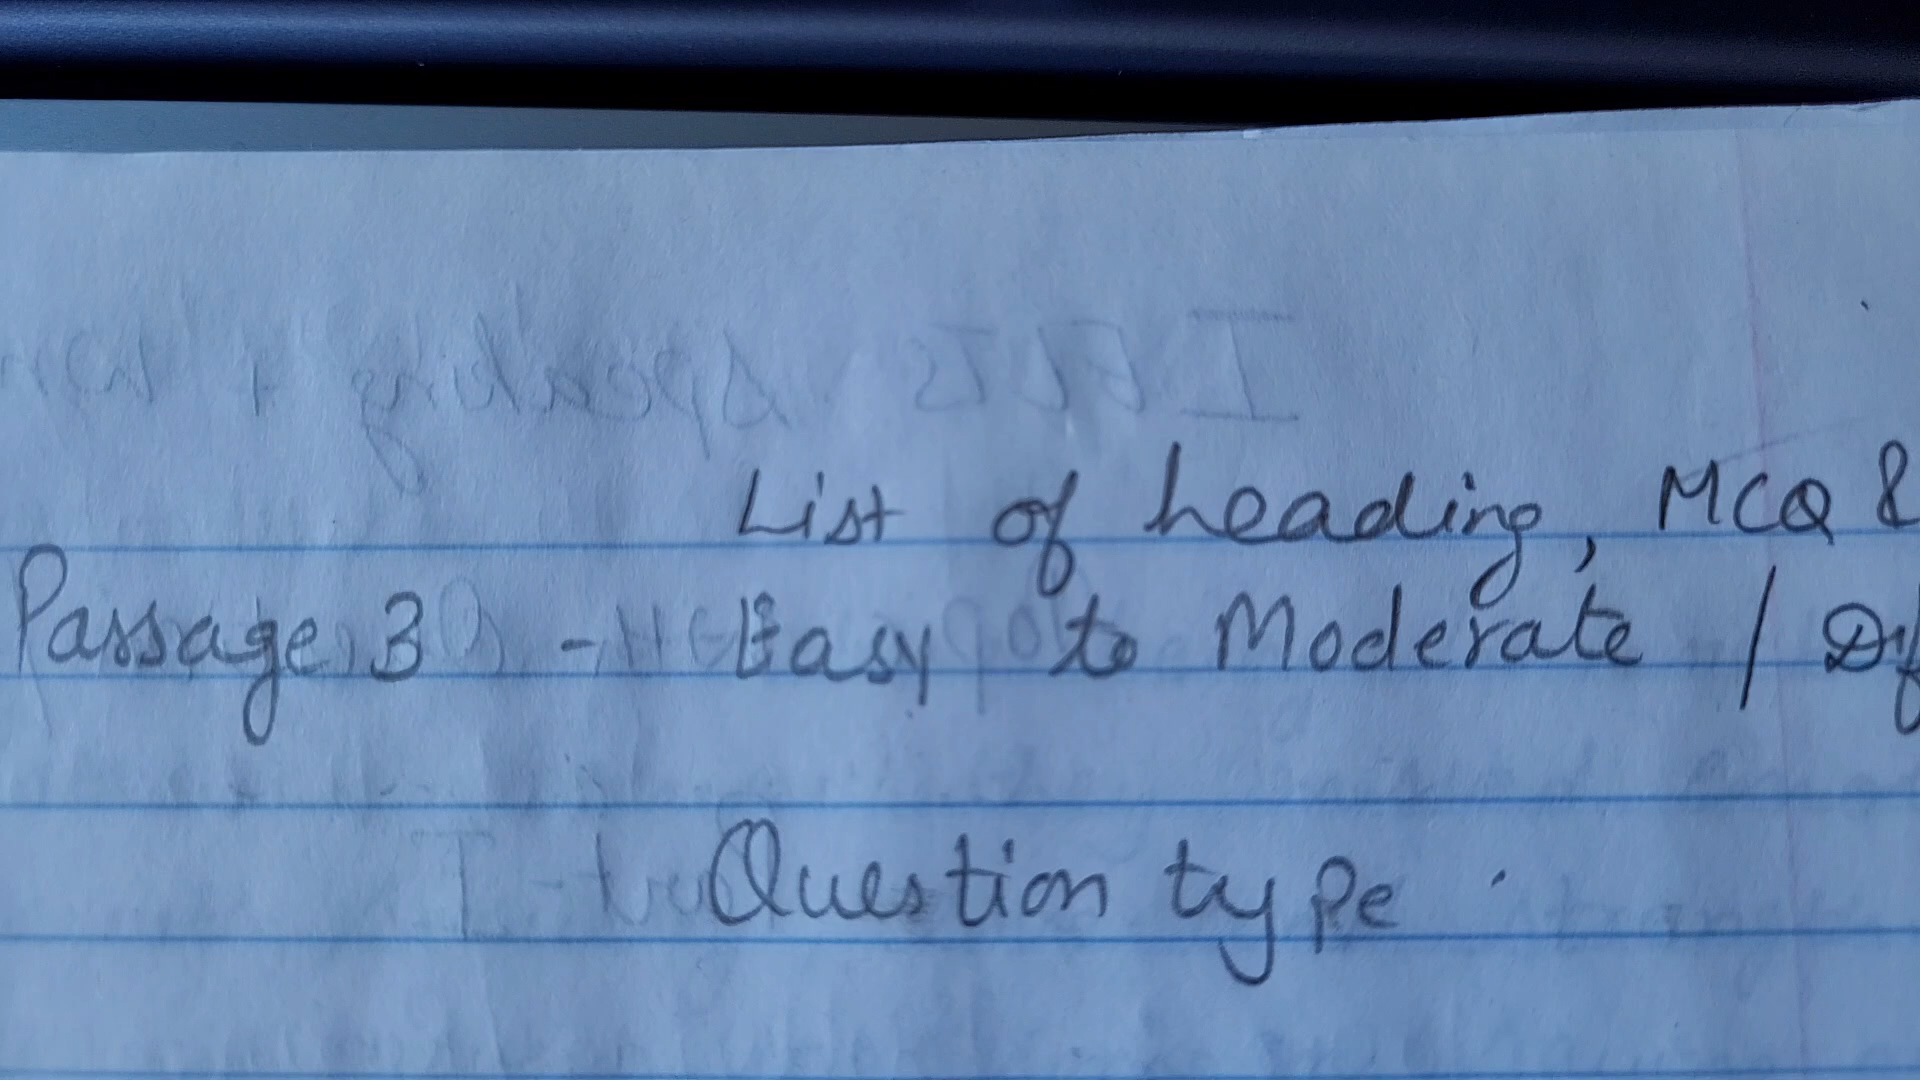 List of heading, MCQ &
Passage 3 - Easy to Moderate /
Question type.